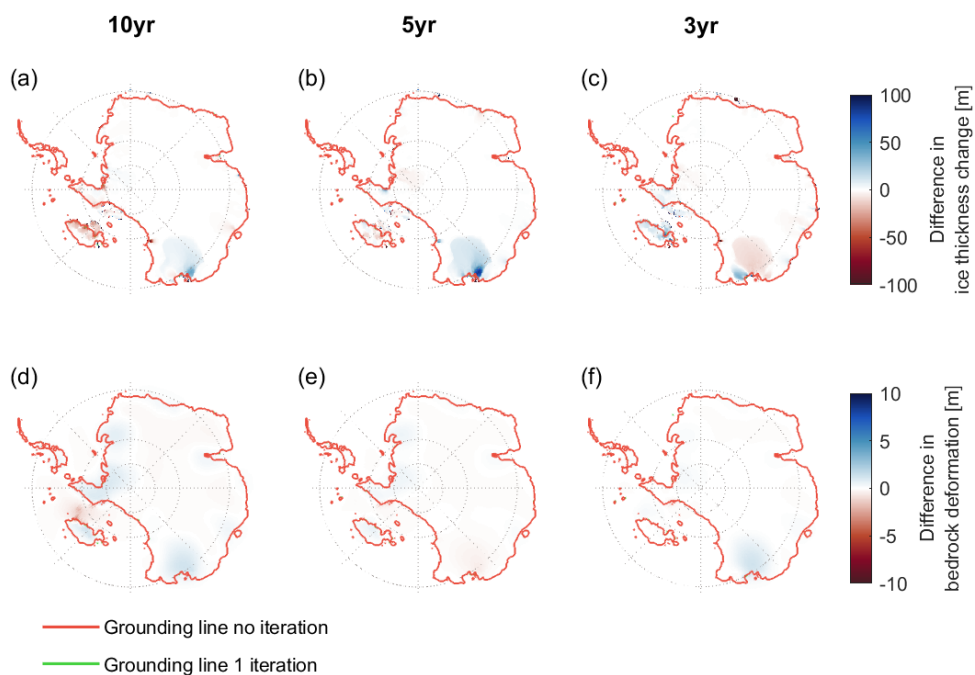 10yr
5yr
3yr
(a)
(b)
(c)
100
50
0
-50
-100
Difference in
ice thickness change [m]
(d)
(e)
(f)
10
5
0
-5
-10
Difference in
bedrock deformation [m]
Grounding line no iteration
Grounding line 1 iteration